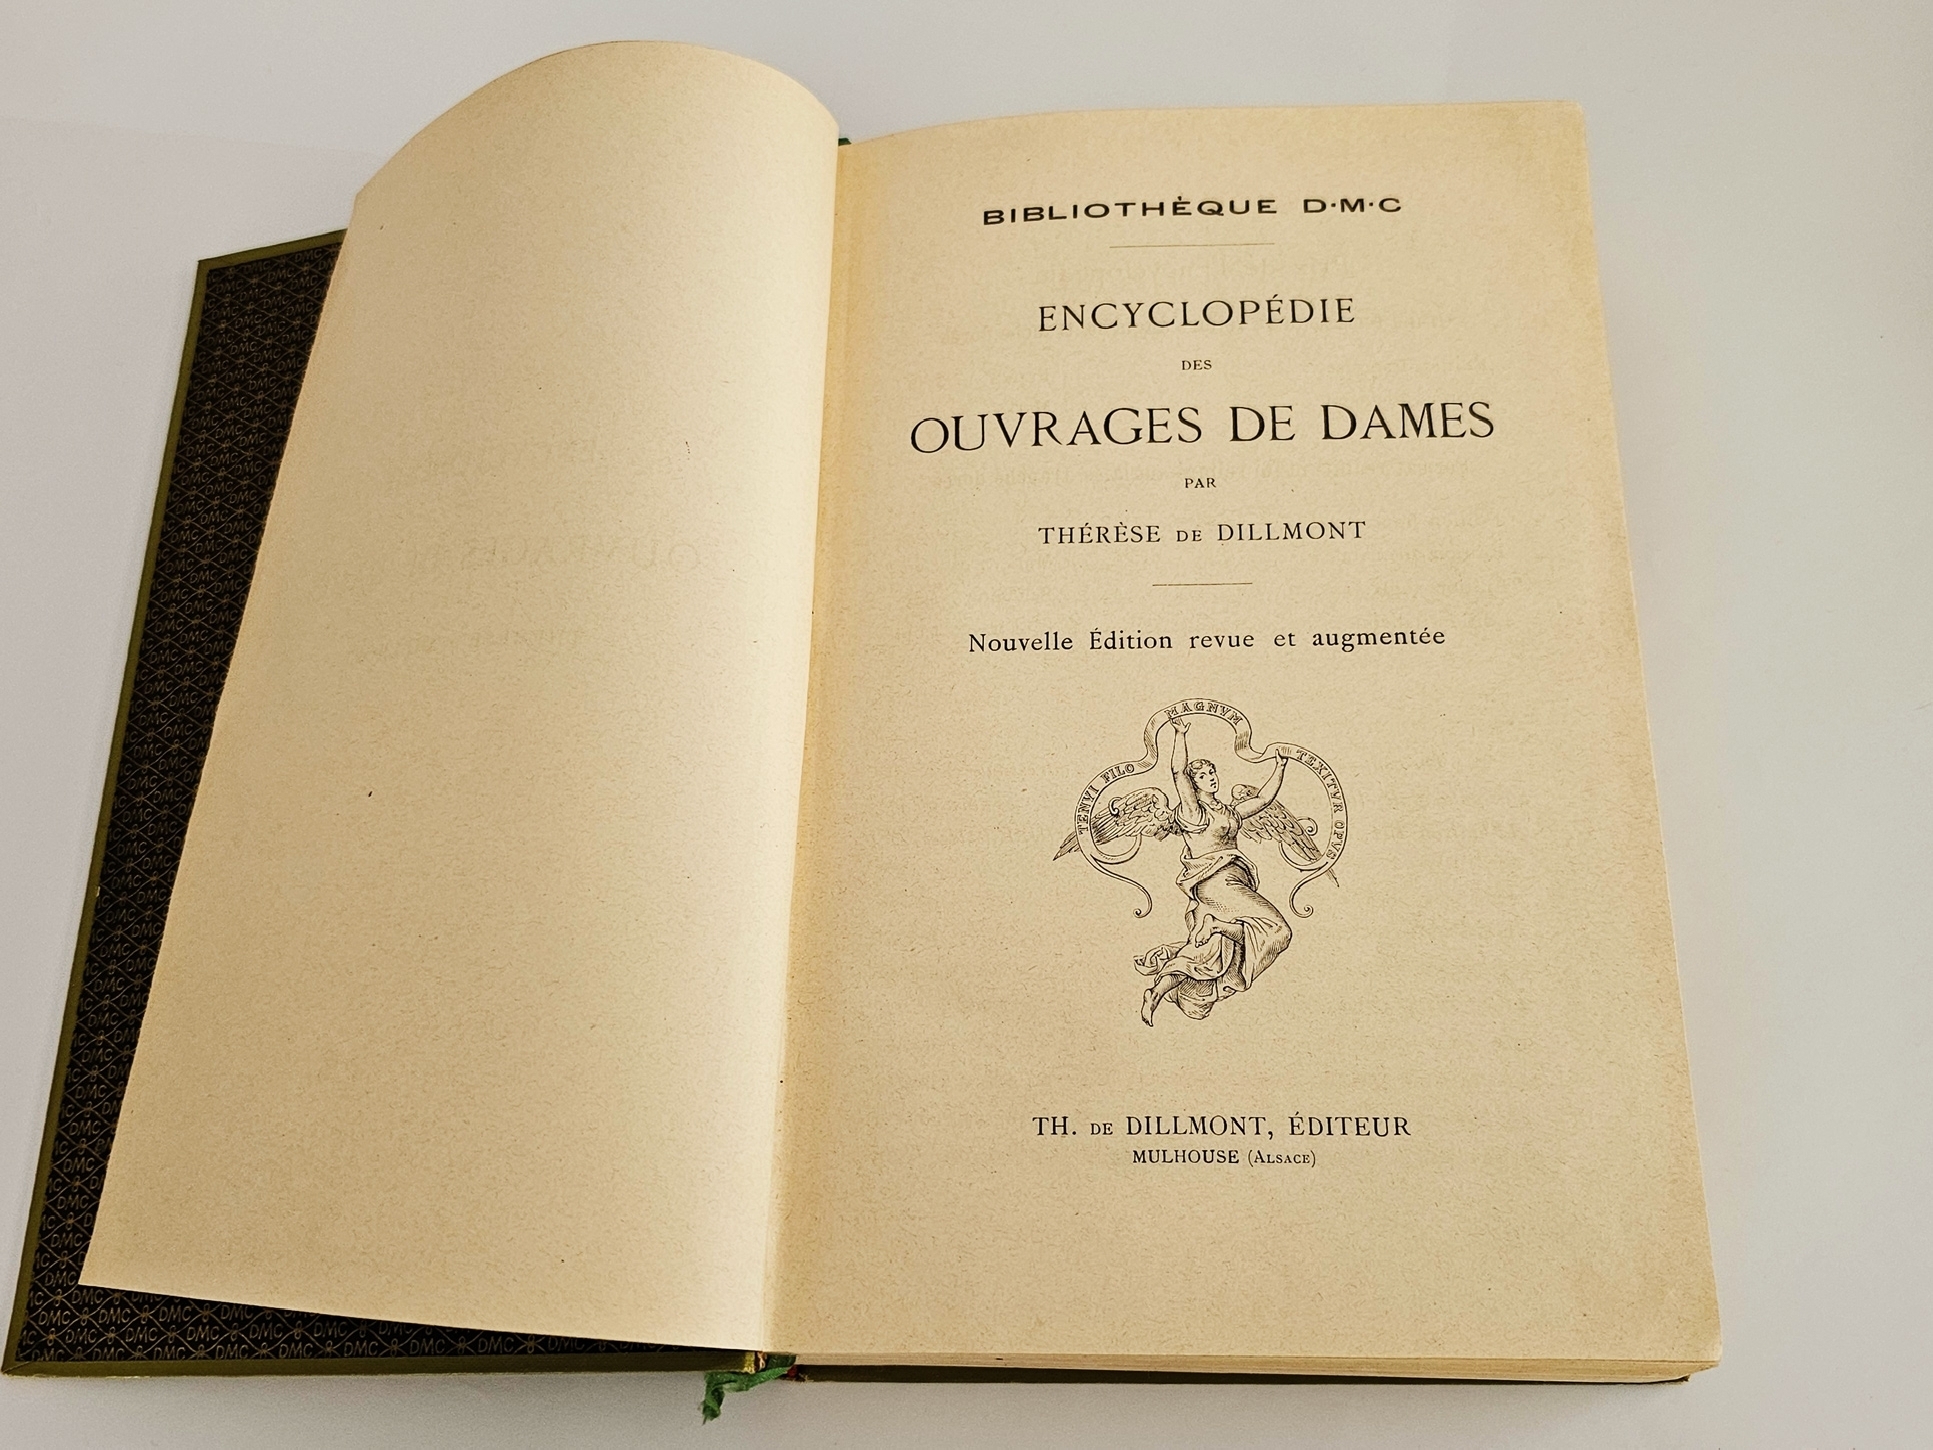 BIBLIOTHÈQUE D·M·C
ENCYCLOPÉDIE
DES
OUVRAGES DE DAMES
PAR
THÉRÈSE DE DILLMONT
Nouvelle Édition revue et augmentée
TENVI FILO MAGNVM TEXITVR OPVS
TH. DE DILLMONT, ÉDITEUR
MULHOUSE (ALSACE)
DMC